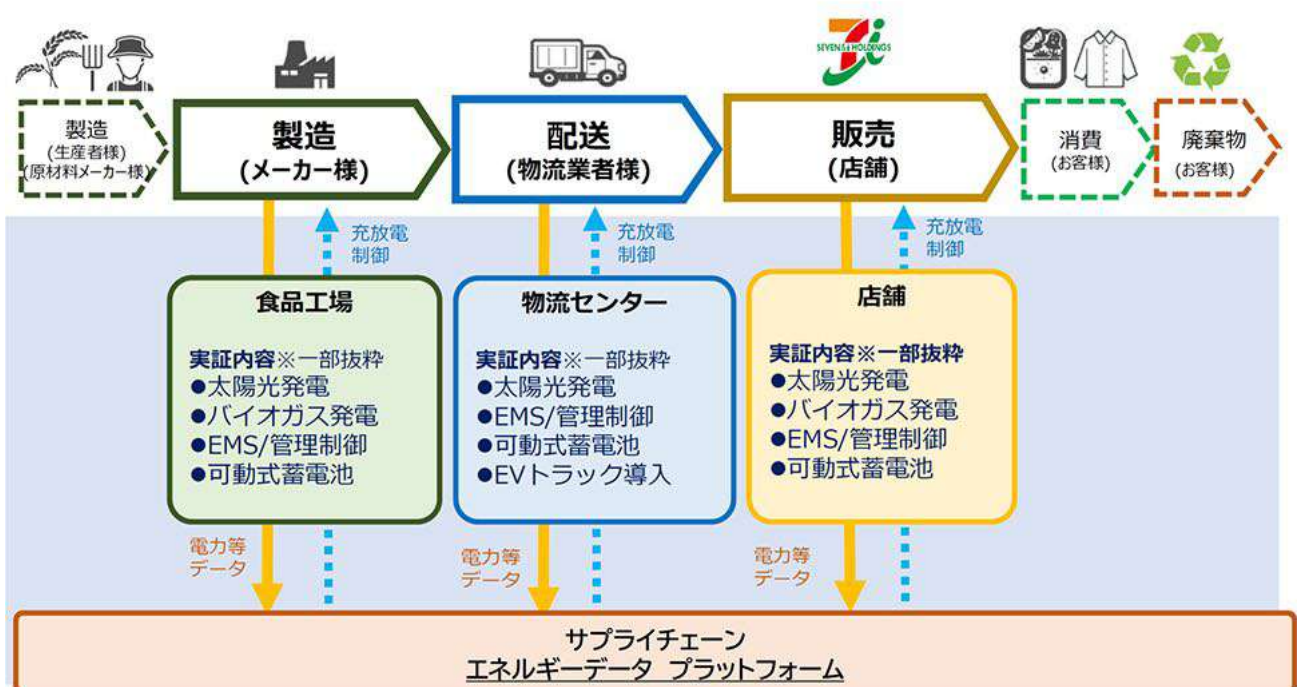 SEVEN & i HOLDINGS
製造
(生産者様)
(原材料メーカー様)
製造
(メーカー様)
配送
(物流業者様)
販売
(店舗)
消費
(お客様)
廃棄物
(お客様)
充放電
制御
充放電
制御
充放電
制御
食品工場
実証内容※一部抜粋
●太陽光発電
●バイオガス発電
●EMS/管理制御
●可動式蓄電池
物流センター
実証内容※一部抜粋
●太陽光発電
●EMS/管理制御
●可動式蓄電池
●EVトラック導入
店舗
実証内容※一部抜粋
●太陽光発電
●バイオガス発電
●EMS/管理制御
●可動式蓄電池
電力等
データ
電力等
データ
電力等
データ
サプライチェーン
エネルギーデータ プラットフォーム